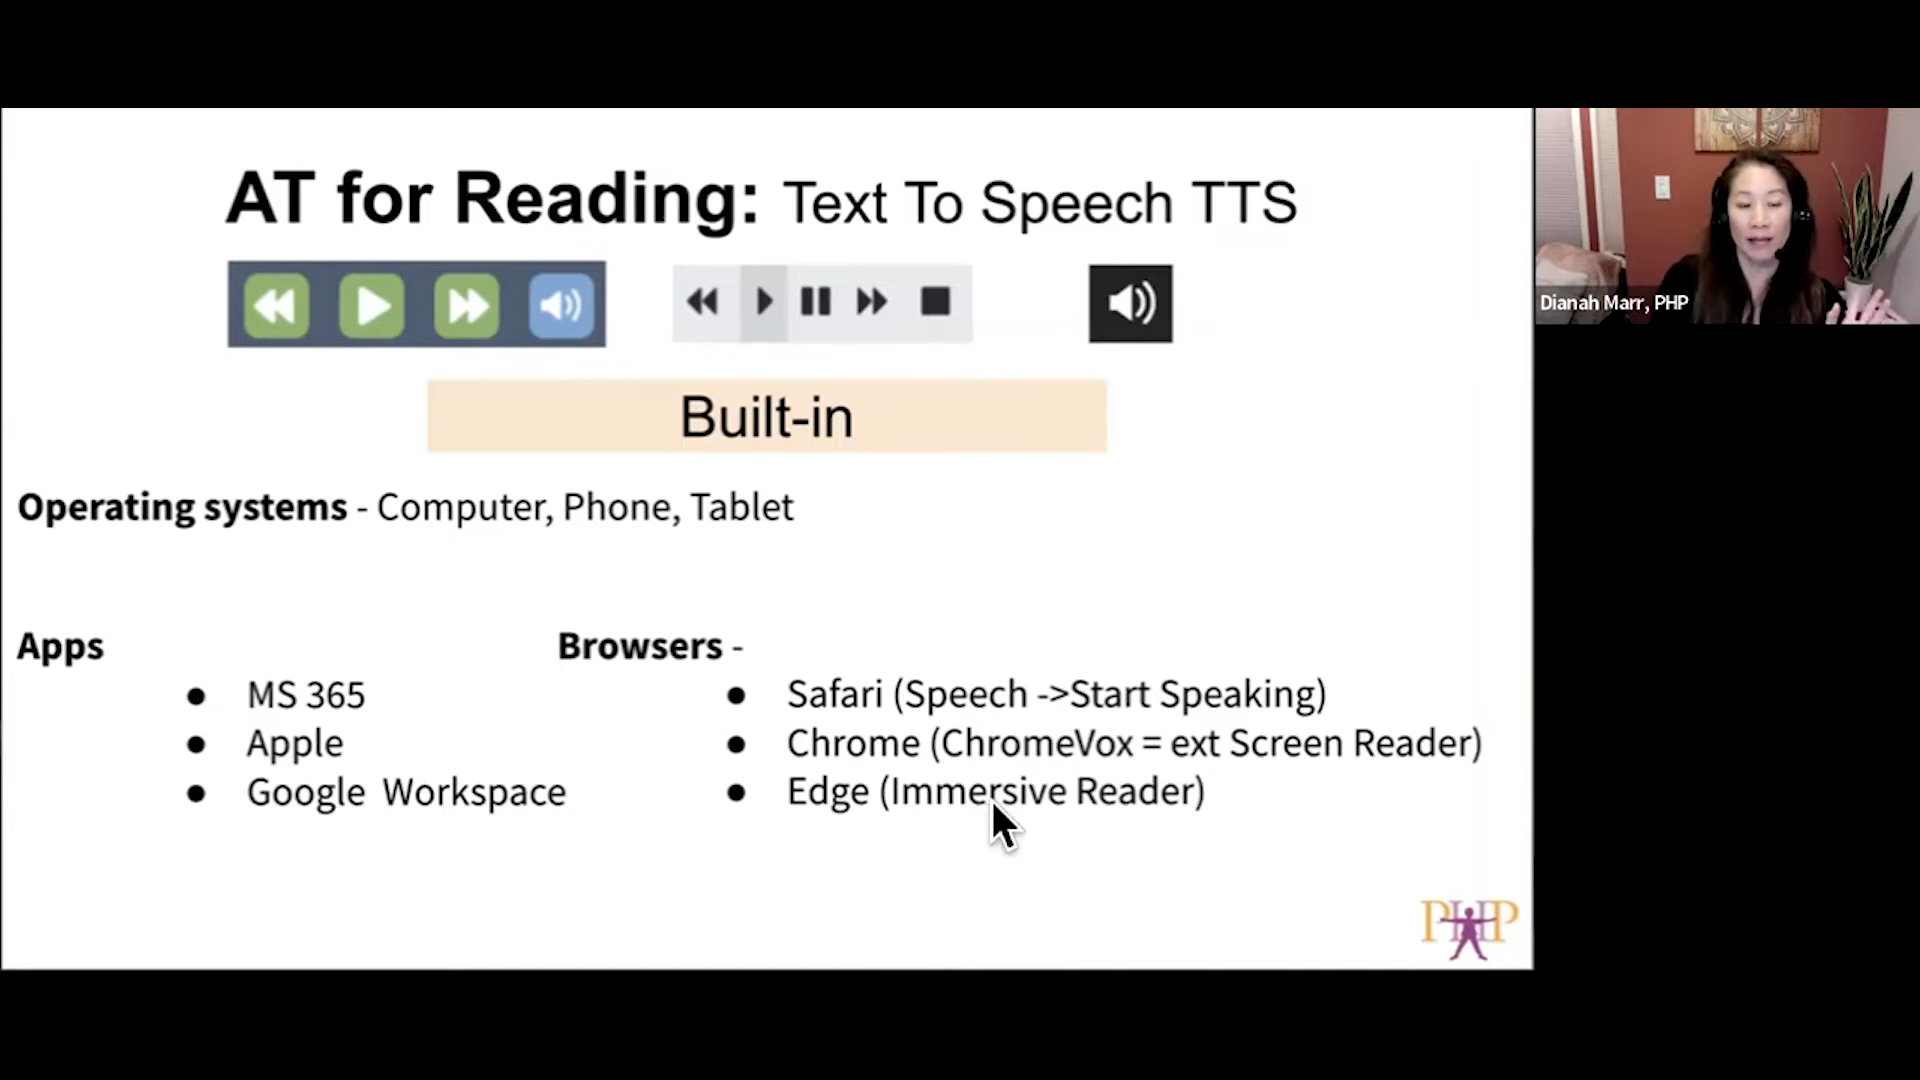 AT for Reading: Text To Speech TTS
Built-in
Operating systems - Computer, Phone, Tablet
Apps
● MS 365
● Apple
● Google Workspace
Browsers -
● Safari (Speech ->Start Speaking)
● Chrome (ChromeVox = ext Screen Reader)
● Edge (Immersive Reader)
PHP
Dianah Marr, PHP